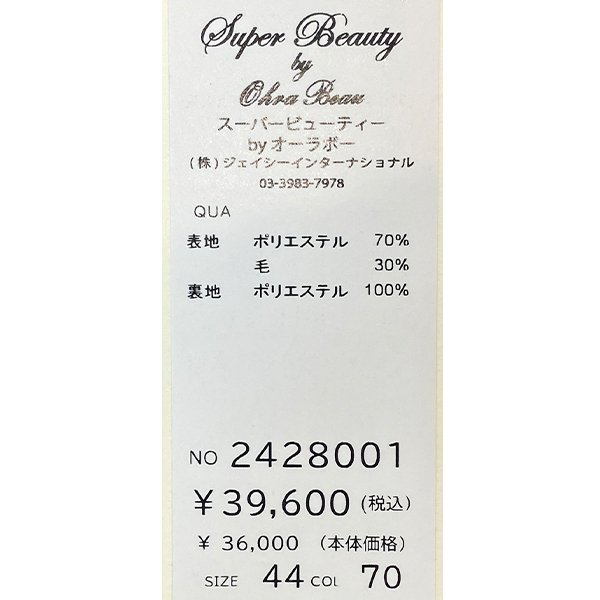 Super Beauty
by
Ohra Beau
スーパービューティー
byオーラボー
(株)ジェイシーインターナショナル
03-3983-7978
QUA
表地 ポリエステル 70%
毛 30%
裏地 ポリエステル 100%
NO 2428001
¥39,600(税込)
¥ 36,000 (本体価格)
SIZE 44 COL 70